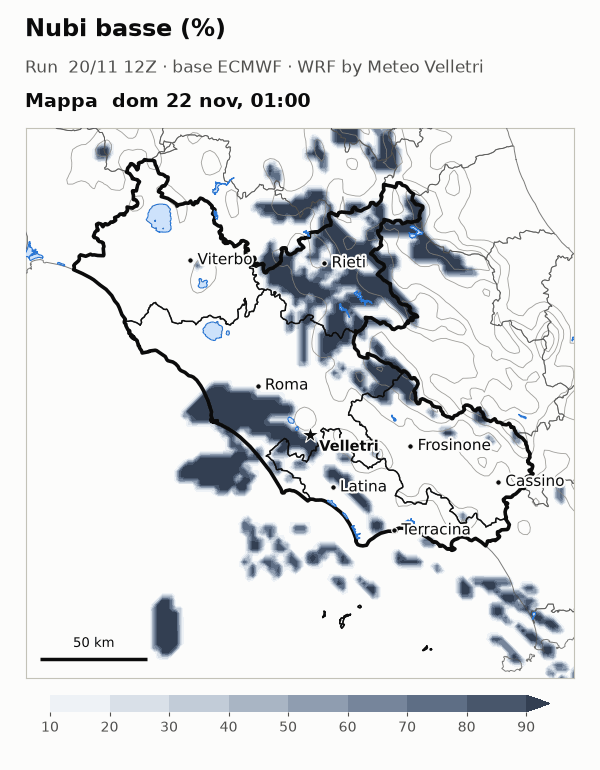 Nubi basse (%)
Run 20/11 12Z · base ECMWF · WRF by Meteo Velletri
Mappa dom 22 nov, 01:00
Viterbo
Rieti
Roma
Velletri
Frosinone
Latina
Cassino
Terracina
50 km
10 20 30 40 50 60 70 80 90